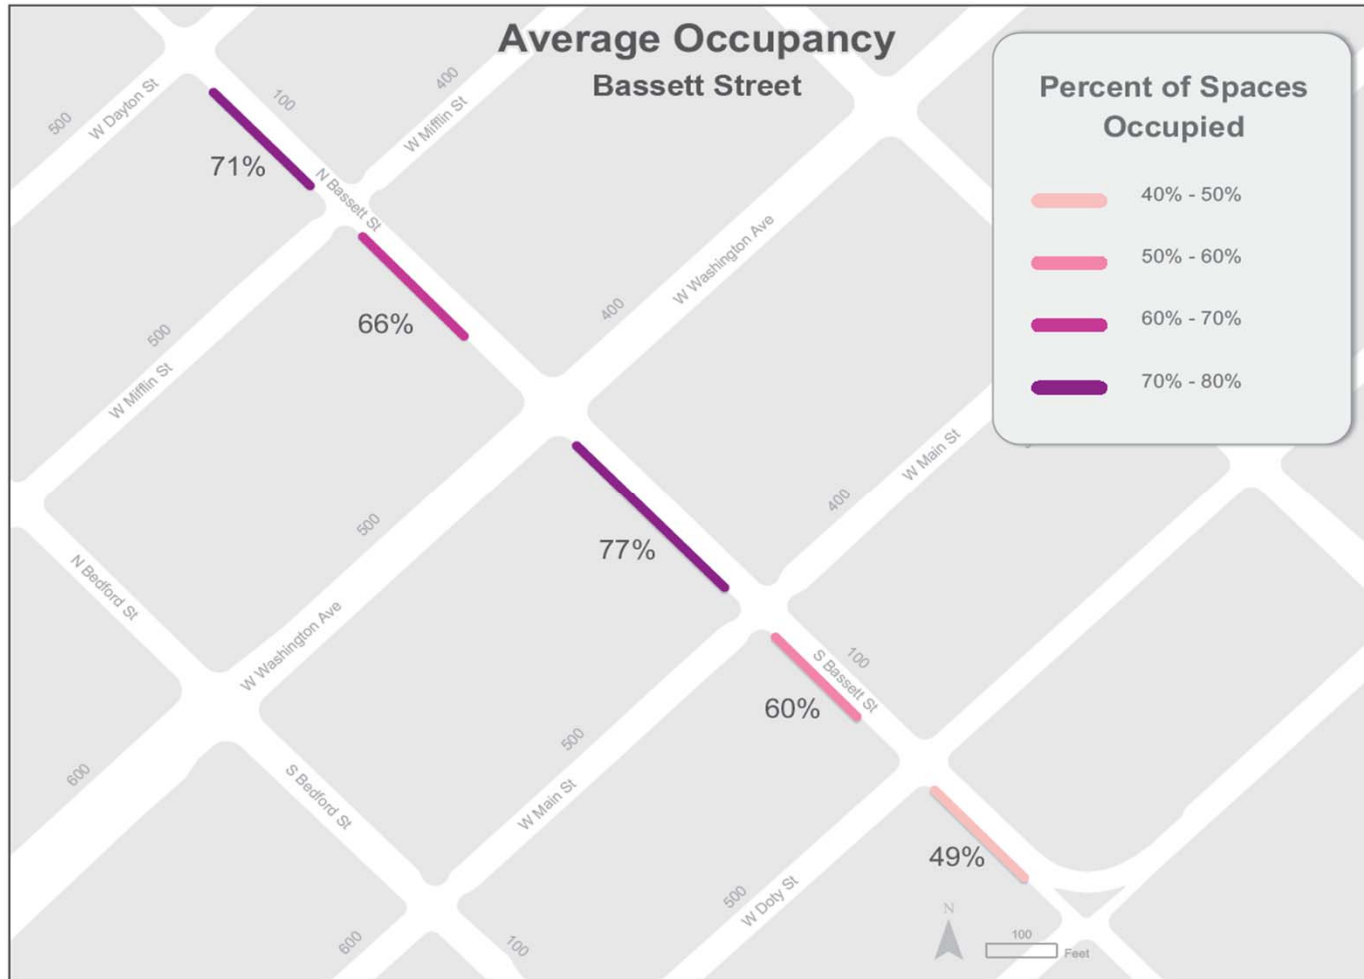 Average Occupancy
Bassett Street
Percent of Spaces
Occupied
40% - 50%
50% - 60%
60% - 70%
70% - 80%
500
W Dayton St
100
400
W Mifflin St
71%
N Bassett St
W Washington Ave
400
66%
500
W Mifflin St
W Main St
400
500
77%
N Bedford St
W Washington Ave
100
S Bassett St
60%
500
600
S Bedford St
W Main St
49%
500
W Doty St
600
100
N
100
Feet